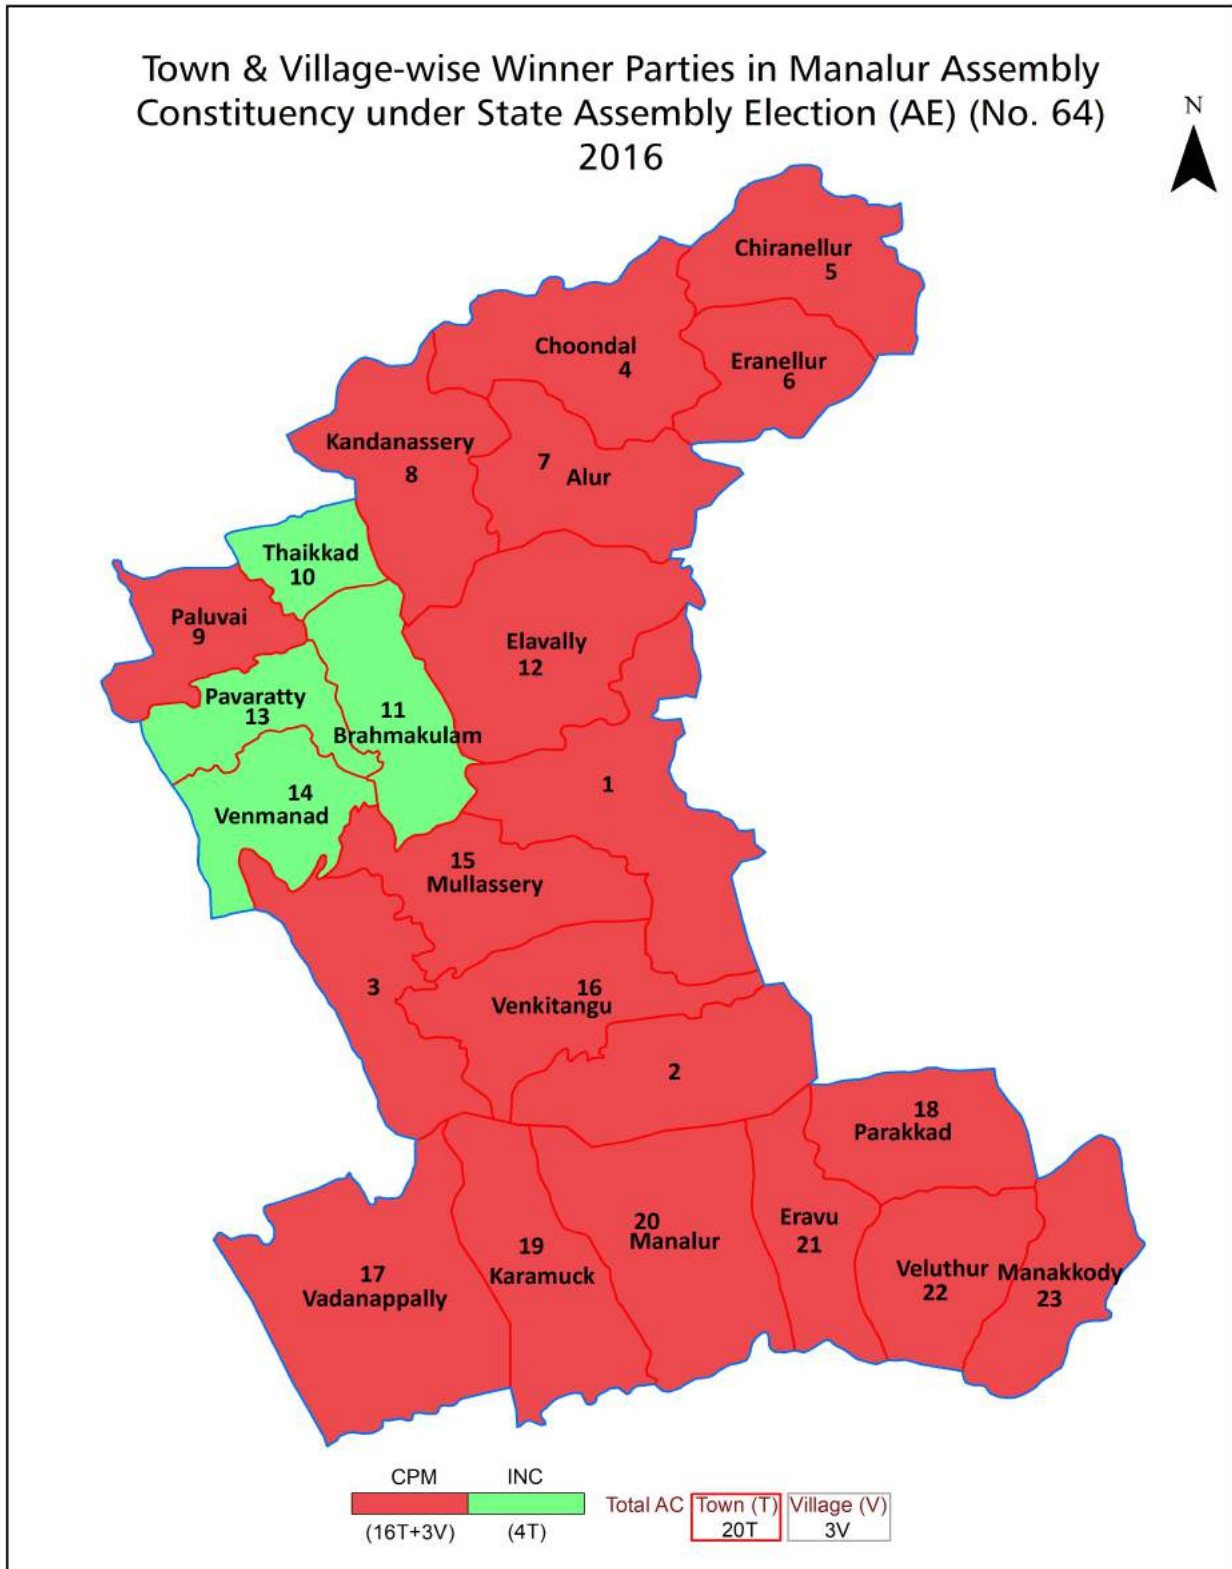 Town & Village-wise Winner Parties in Manalur Assembly
Constituency under State Assembly Election (AE) (No. 64)
2016
N
Chiranellur
5
Choondal
4
Eranellur
6
Kandanassery
8
7
Alur
Thaikkad
10
Paluvai
9
Elavally
12
Pavaratty
13
11
Brahmakulam
1
14
Venmanad
15
Mullassery
3
16
Venkitangu
2
18
Parakkad
17
Vadanappally
19
Karamuck
20
Manalur
Eravu
21
Veluthur
22
Manakkody
23
CPM
INC
(16T+3V)
(4T)
Total AC
Town (T)
20T
Village (V)
3V